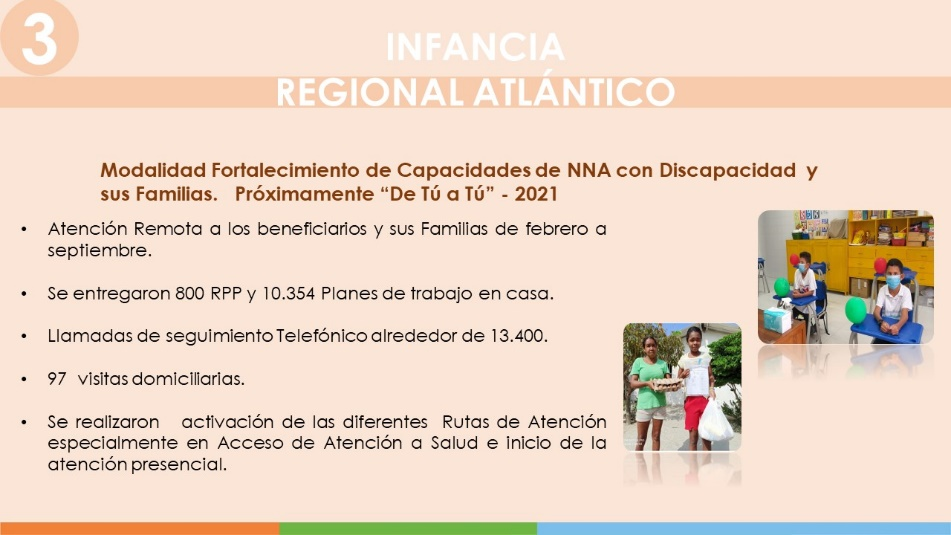 3
INFANCIA
REGIONAL ATLÁNTICO
Modalidad Fortalecimiento de Capacidades de NNA con Discapacidad y
sus Familias. Próximamente “De Tú a Tú” - 2021
• Atención Remota a los beneficiarios y sus Familias de febrero a
septiembre.
• Se entregaron 800 RPP y 10.354 Planes de trabajo en casa.
• Llamadas de seguimiento Telefónico alrededor de 13.400.
• 97 visitas domiciliarias.
• Se realizaron activación de las diferentes Rutas de Atención
especialmente en Acceso de Atención a Salud e inicio de la
atención presencial.